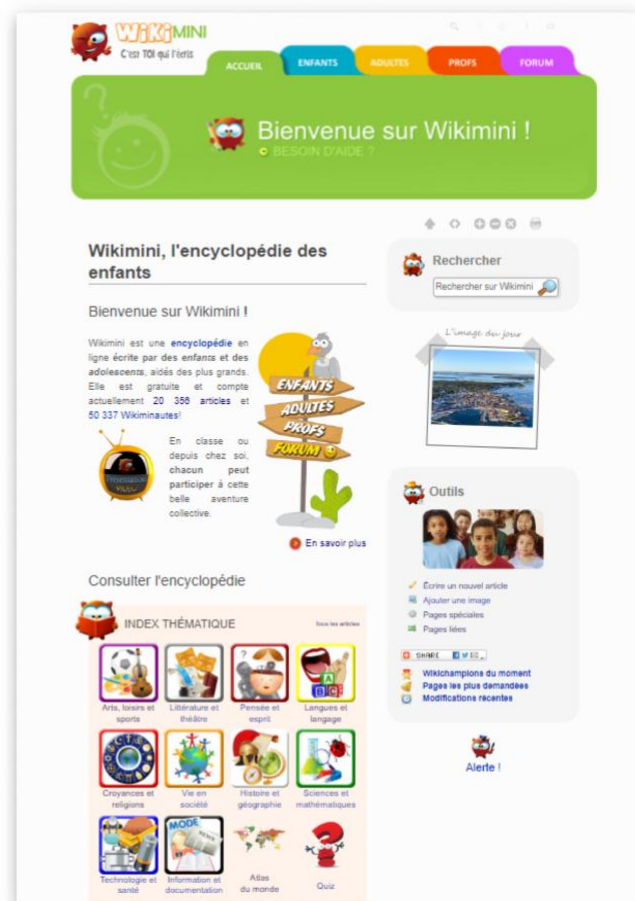 WIKIMINI
C'est TOI qui l'écris
ACCUEIL
ENFANTS
ADULTES
PROFS
FORUM
Bienvenue sur Wikimini !
BESOIN D'AIDE ?
Wikimini, l'encyclopédie des
enfants
Bienvenue sur Wikimini !
Wikimini est une encyclopédie en
ligne écrite par des enfants et des
adolescents, aidés des plus grands.
Elle est gratuite et compte
actuellement 20 356 articles et
50 337 Wikiminautes!
ENFANTS
ADULTES
PROFS
FORUM
Présentation
VIDEO
En classe ou
depuis chez soi,
chacun peut
participer à cette
belle aventure
collective.
En savoir plus
Consulter l'encyclopédie
INDEX THÉMATIQUE
Tous les articles
Arts, loisirs et
sports
Littérature et
théâtre
Pensée et
esprit
Langues et
langage
Croyances et
religions
Vie en
société
Histoire et
géographie
Sciences et
mathématiques
MODE
NEWS
Technologie et
santé
Information et
documentation
Atlas
du monde
Quiz
Rechercher
Rechercher sur Wikimini
L'image du jour
Outils
Écrire un nouvel article
Ajouter une image
Pages spéciales
Pages liées
SHARE
Wikichampions du moment
Pages les plus demandées
Modifications récentes
Alerte !